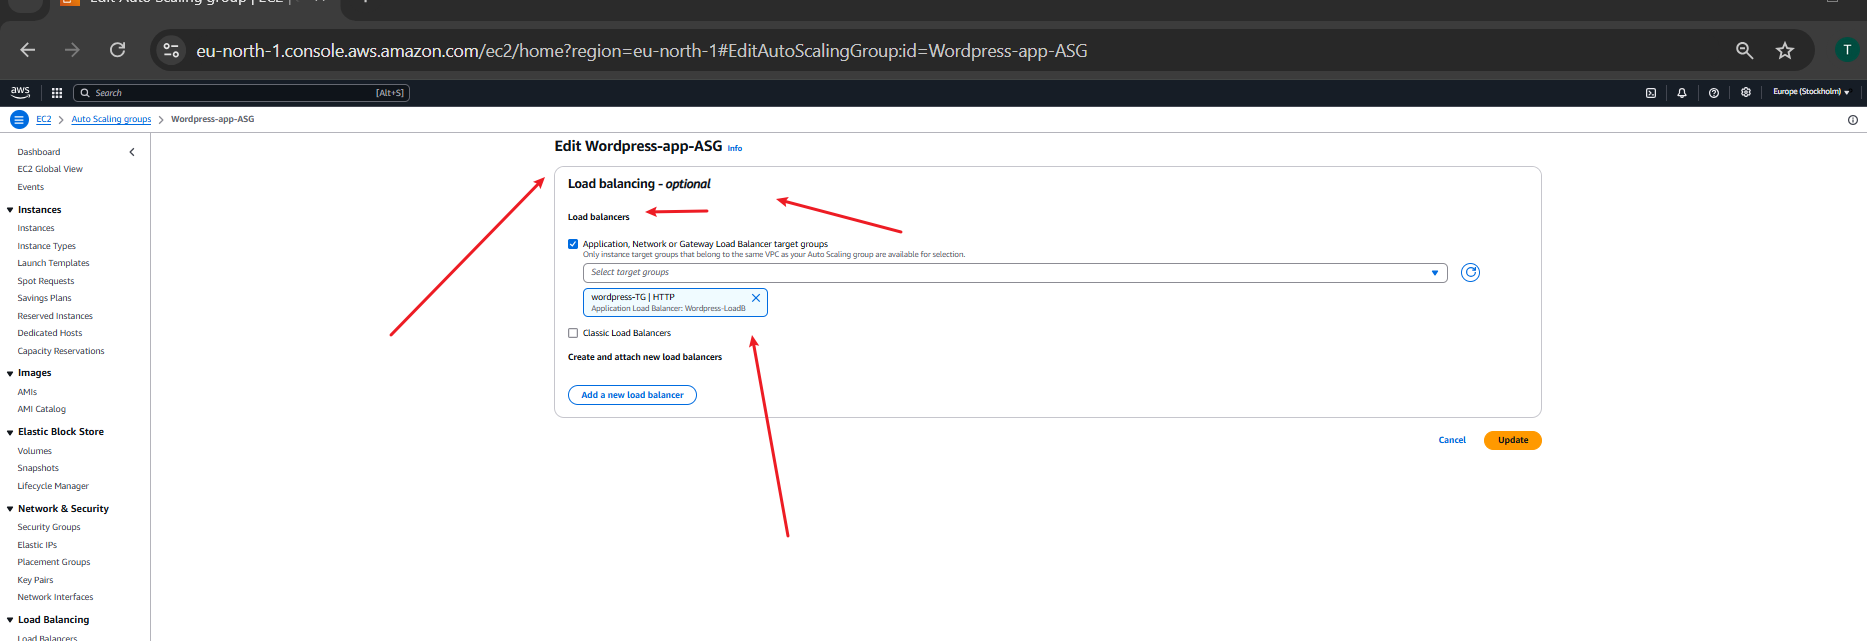 Edit Auto Scaling group | EC2 |
eu-north-1.console.aws.amazon.com/ec2/home?region=eu-north-1#EditAutoScalingGroup:id=Wordpress-app-ASG
T
aws
Search
[Alt+S]
Europe (Stockholm)
EC2
Auto Scaling groups
Wordpress-app-ASG
Dashboard
EC2 Global View
Events
Instances
Instances
Instance Types
Launch Templates
Spot Requests
Savings Plans
Reserved Instances
Dedicated Hosts
Capacity Reservations
Images
AMIs
AMI Catalog
Elastic Block Store
Volumes
Snapshots
Lifecycle Manager
Network & Security
Security Groups
Elastic IPs
Placement Groups
Key Pairs
Network Interfaces
Load Balancing
Load Balancers
Edit Wordpress-app-ASG Info
Load balancing - optional
Load balancers
Application, Network or Gateway Load Balancer target groups
Only instance target groups that belong to the same VPC as your Auto Scaling group are available for selection.
Select target groups
wordpress-TG | HTTP
Application Load Balancer: Wordpress-LoadB
Classic Load Balancers
Create and attach new load balancers
Add a new load balancer
Cancel
Update